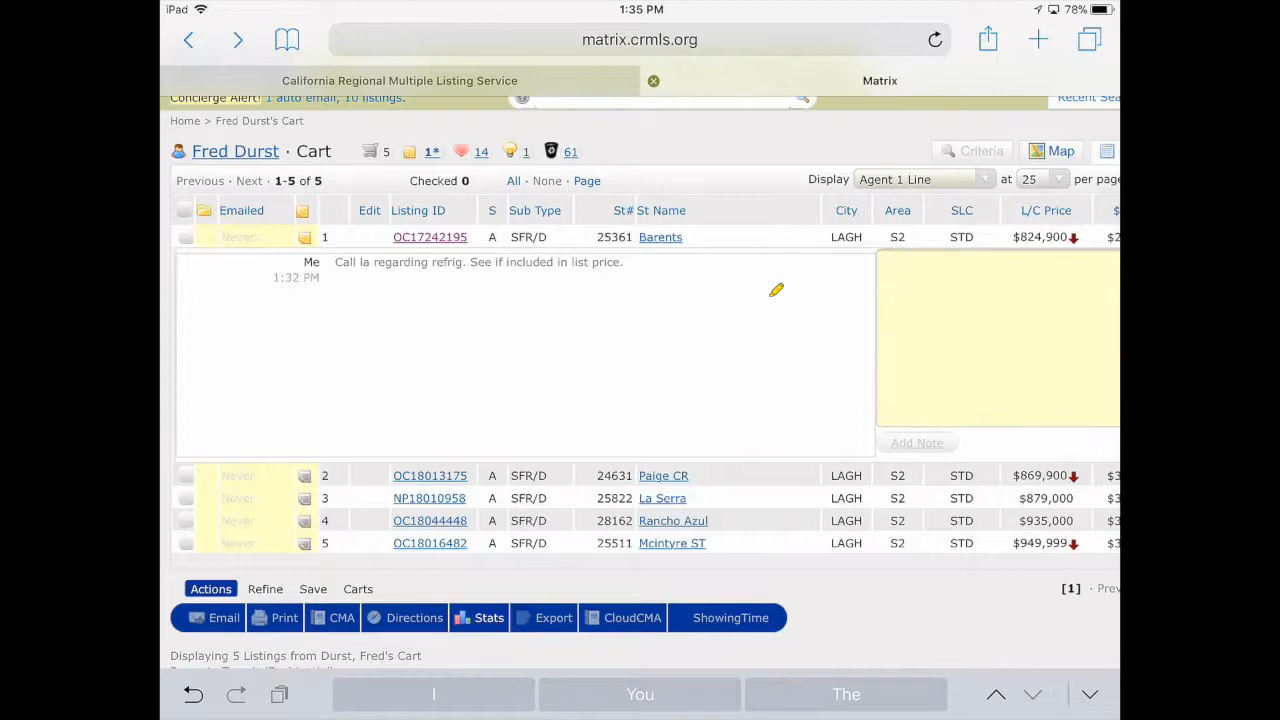 iPad 1:35 PM 78%
matrix.crmls.org
California Regional Multiple Listing Service Matrix
Concierge Alert! 1 auto email, 10 listings. Recent Sea
Home > Fred Durst's Cart
Fred Durst · Cart 5 1* 14 1 61 Criteria Map
Previous · Next · 1-5 of 5 Checked 0 All · None · Page Display Agent 1 Line at 25 per page
Emailed Edit Listing ID S Sub Type St# St Name City Area SLC L/C Price $
Never 1 OC17242195 A SFR/D 25361 Barents LAGH S2 STD $824,900 $2
Me Call la regarding refrig. See if included in list price.
1:32 PM
Add Note
Never 2 OC18013175 A SFR/D 24631 Paige CR LAGH S2 STD $869,900 $3
Never 3 NP18010958 A SFR/D 25822 La Serra LAGH S2 STD $879,000 $3
Never 4 OC18044448 A SFR/D 28162 Rancho Azul LAGH S2 STD $935,000 $3
Never 5 OC18016482 A SFR/D 25511 Mcintyre ST LAGH S2 STD $949,999 $3
Actions Refine Save Carts [1] · Prev
Email Print CMA Directions Stats Export CloudCMA ShowingTime
Displaying 5 Listings from Durst, Fred's Cart
I You The